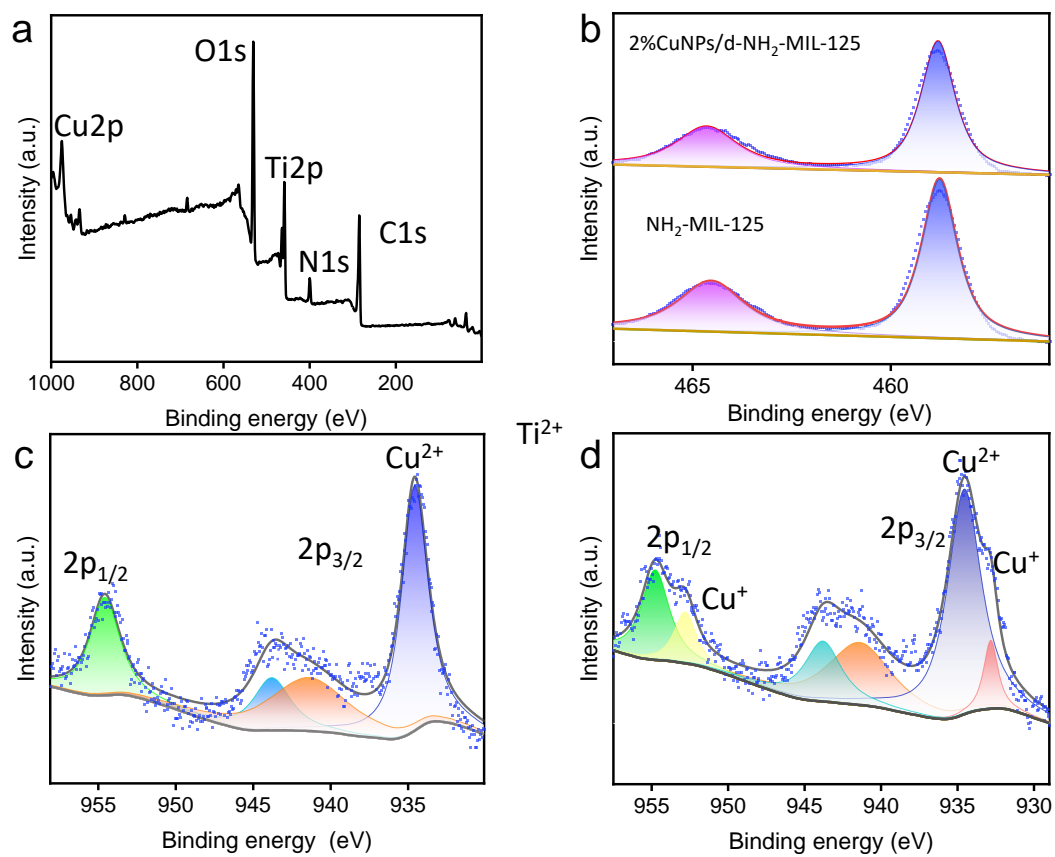 a
O1s
Cu2p
Ti2p
N1s
C1s
Intensity (a.u.)
1000 800 600 400 200
Binding energy (eV)
b
2%CuNPs/d-NH₂-MIL-125
NH₂-MIL-125
Intensity (a.u.)
465 460
Binding energy (eV)
Ti²⁺
c
Cu²⁺
2p₃/₂
2p₁/₂
Intensity (a.u.)
955 950 945 940 935
Binding energy (eV)
d
Cu²⁺
2p₃/₂
2p₁/₂
Cu⁺
Cu⁺
Intensity (a.u.)
955 950 945 940 935 930
Binding energy (eV)